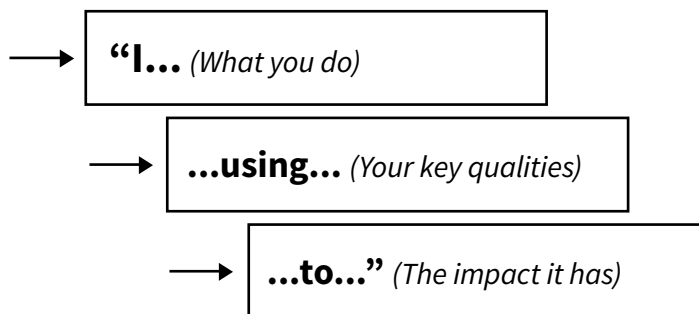 “I... (What you do)
...using... (Your key qualities)
...to...” (The impact it has)